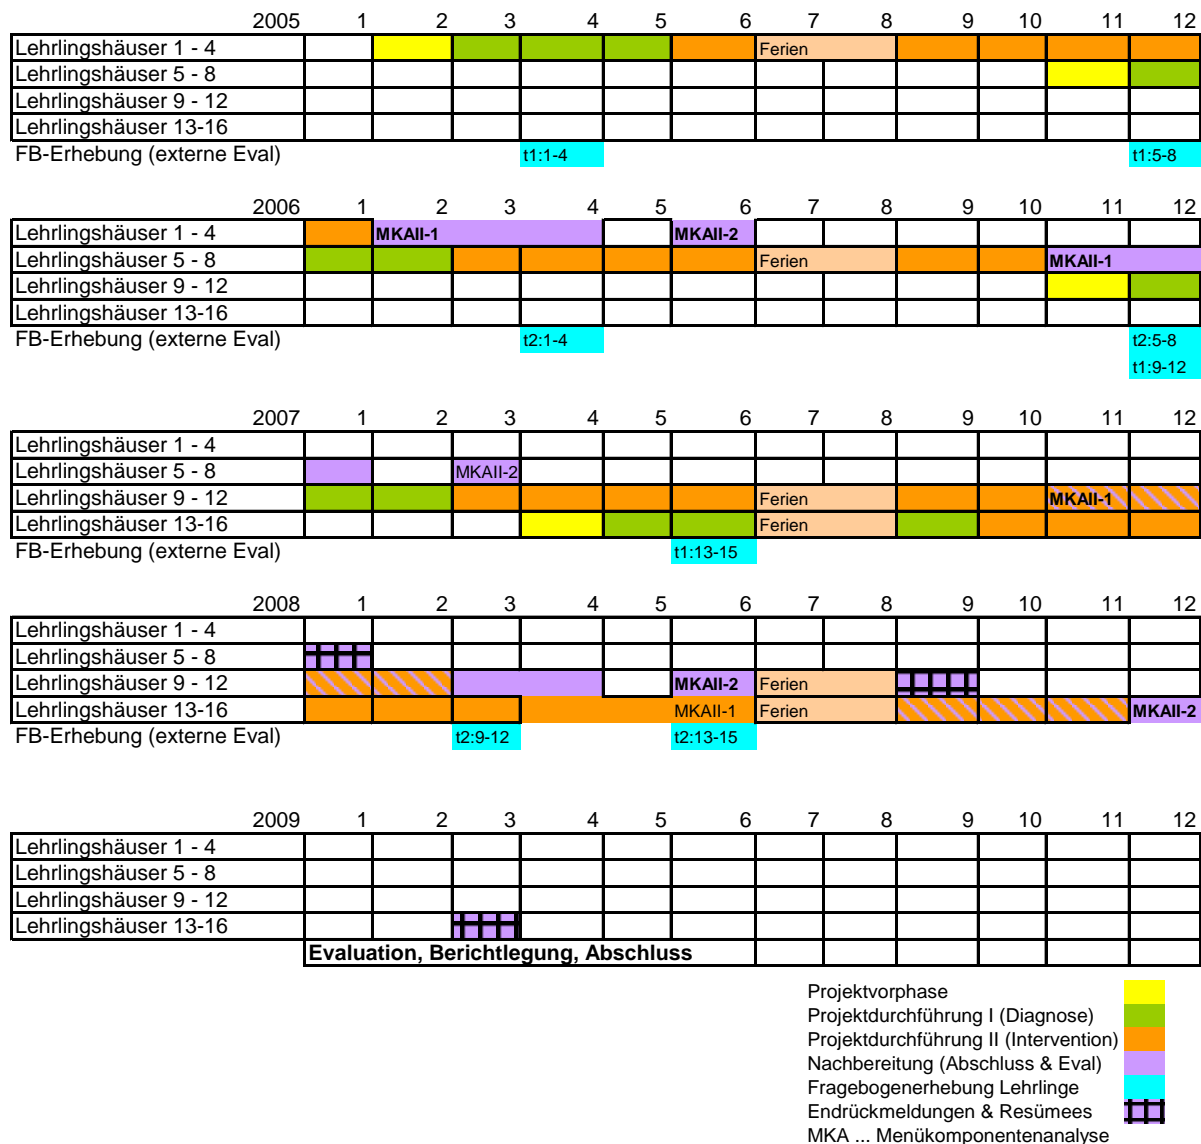 2005 1 2 3 4 5 6 7 8 9 10 11 12
Lehrlingshäuser 1 - 4 Ferien
Lehrlingshäuser 5 - 8
Lehrlingshäuser 9 - 12
Lehrlingshäuser 13-16
FB-Erhebung (externe Eval) t1:1-4 t1:5-8
2006 1 2 3 4 5 6 7 8 9 10 11 12
Lehrlingshäuser 1 - 4 MKAII-1 MKAII-2
Lehrlingshäuser 5 - 8 Ferien MKAII-1
Lehrlingshäuser 9 - 12
Lehrlingshäuser 13-16
FB-Erhebung (externe Eval) t2:1-4 t2:5-8
t1:9-12
2007 1 2 3 4 5 6 7 8 9 10 11 12
Lehrlingshäuser 1 - 4
Lehrlingshäuser 5 - 8 MKAII-2
Lehrlingshäuser 9 - 12 Ferien MKAII-1
Lehrlingshäuser 13-16 Ferien
FB-Erhebung (externe Eval) t1:13-15
2008 1 2 3 4 5 6 7 8 9 10 11 12
Lehrlingshäuser 1 - 4
Lehrlingshäuser 5 - 8
Lehrlingshäuser 9 - 12 MKAII-2 Ferien
Lehrlingshäuser 13-16 MKAII-1 Ferien MKAII-2
FB-Erhebung (externe Eval) t2:9-12 t2:13-15
2009 1 2 3 4 5 6 7 8 9 10 11 12
Lehrlingshäuser 1 - 4
Lehrlingshäuser 5 - 8
Lehrlingshäuser 9 - 12
Lehrlingshäuser 13-16
Evaluation, Berichtlegung, Abschluss
Projektvorphase
Projektdurchführung I (Diagnose)
Projektdurchführung II (Intervention)
Nachbereitung (Abschluss & Eval)
Fragebogenerhebung Lehrlinge
Endrückmeldungen & Resümees
MKA ... Menükomponentenanalyse